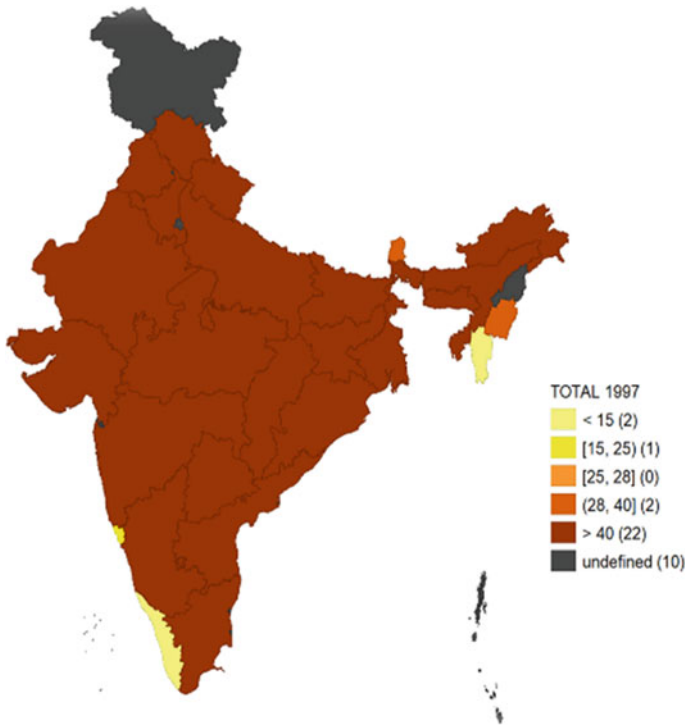 TOTAL 1997
< 15 (2)
[15, 25) (1)
[25, 28] (0)
(28, 40] (2)
> 40 (22)
undefined (10)